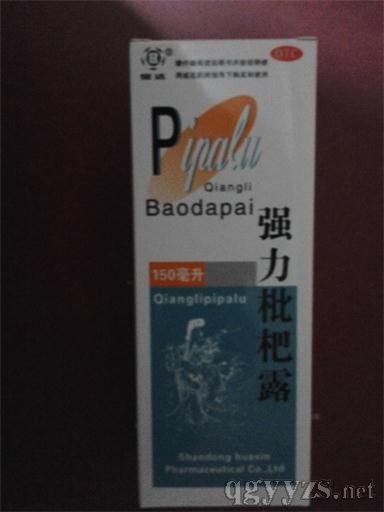 OTC
Pipalu
Qiangli
Baodapai
强力枇杷露
150毫升
Qianglipipalu
Shandong huaxin
Pharmaceutical Co.,Ltd
qgyyzs.net